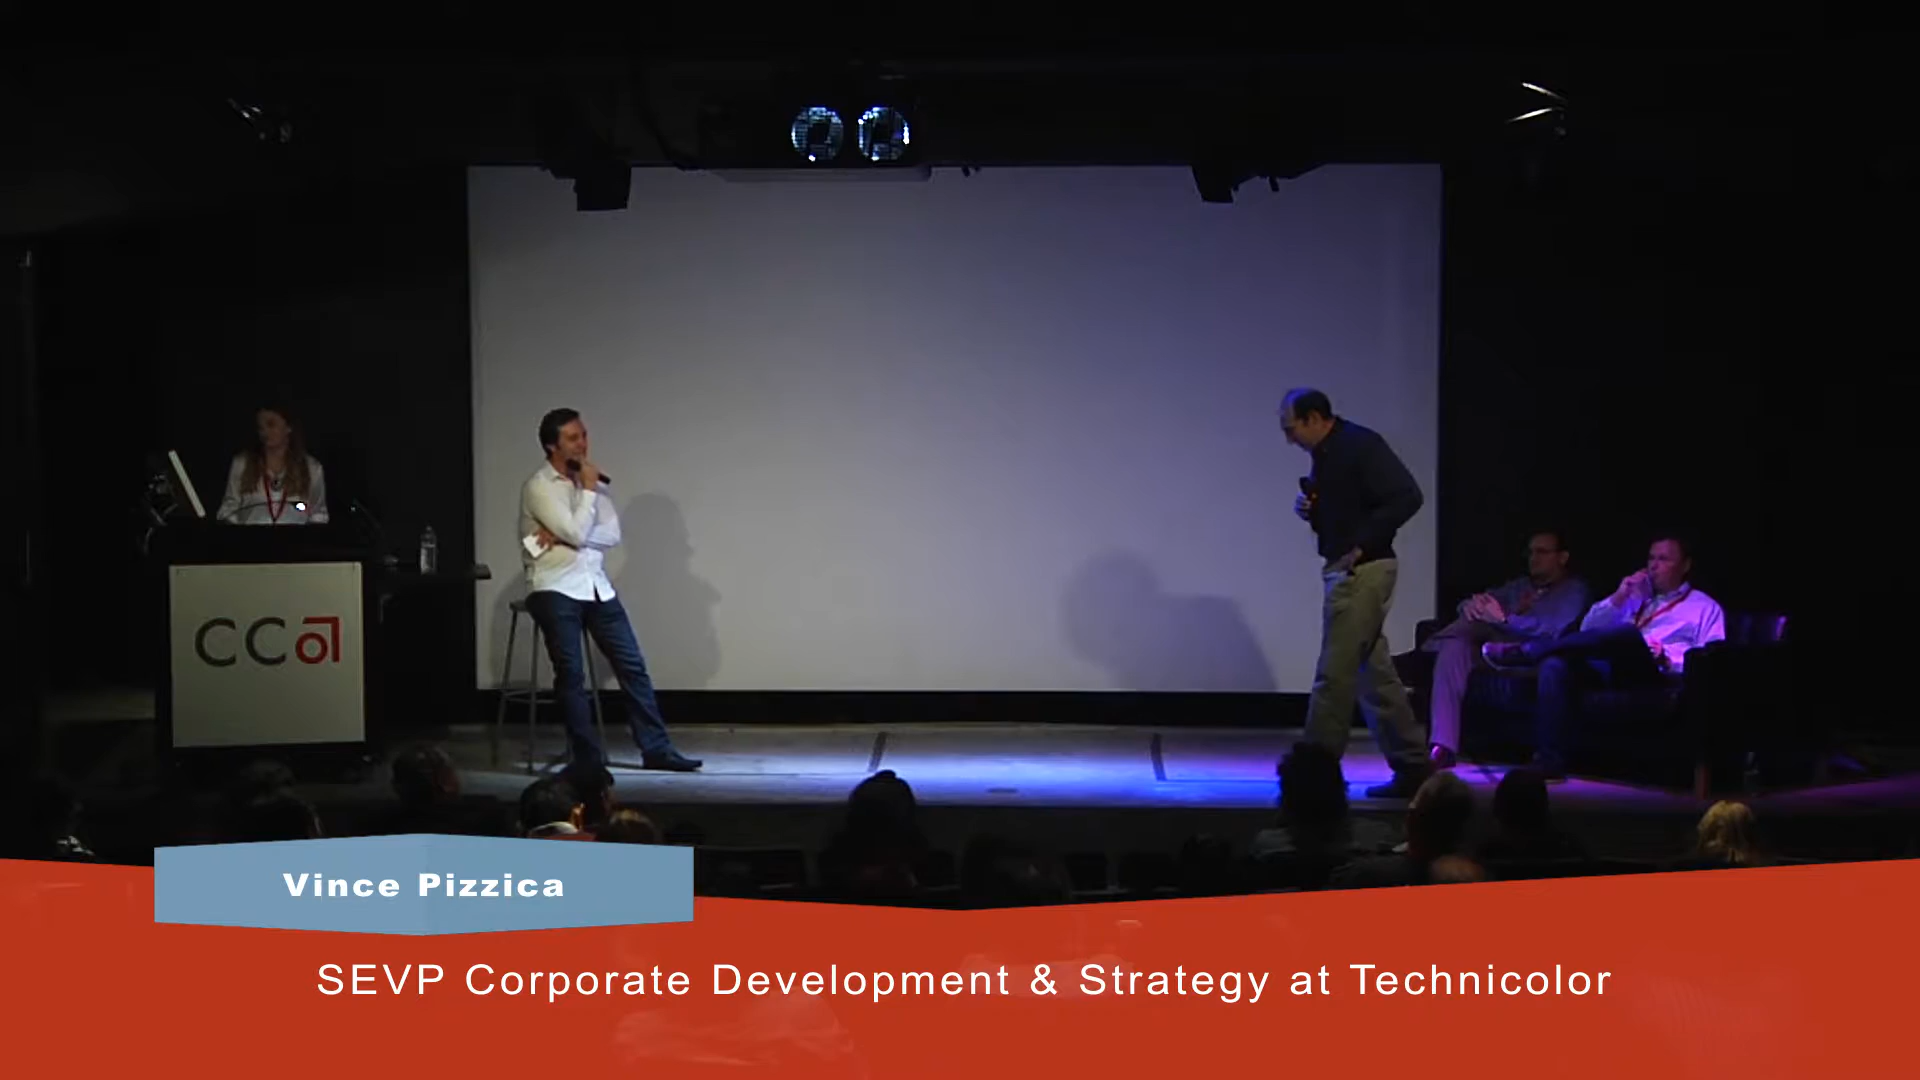 CCA
Vince Pizzica
SEVP Corporate Development & Strategy at Technicolor